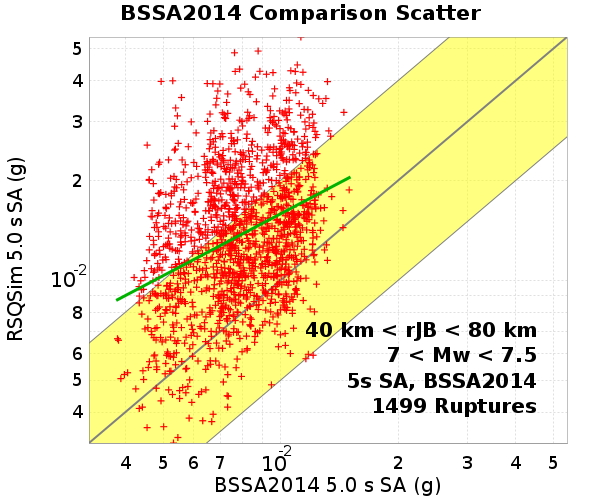 BSSA2014 Comparison Scatter
RSQSim 5.0 s SA (g)
5
4
3
2
10-2
8
6
5
4
40 km < rJB < 80 km
7 < Mw < 7.5
5s SA, BSSA2014
1499 Ruptures
4 5 6 7 10-2 2 3 4 5
BSSA2014 5.0 s SA (g)